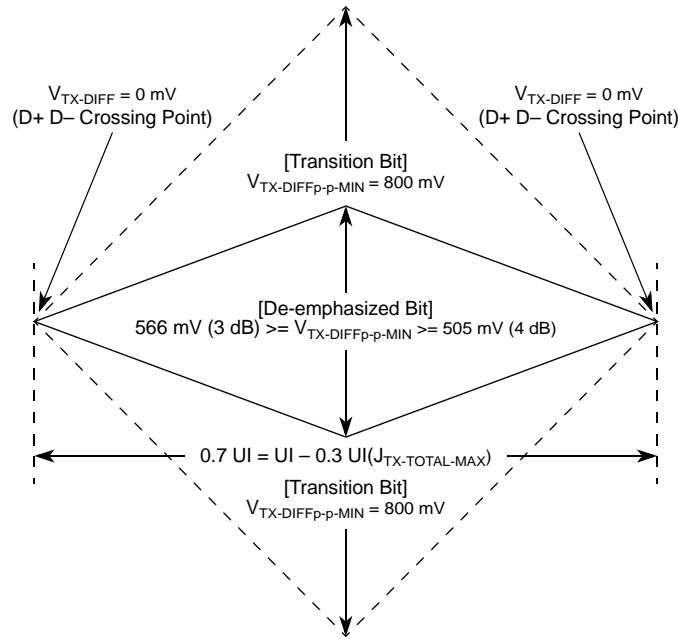 V_TX-DIFF = 0 mV
(D+ D– Crossing Point)
V_TX-DIFF = 0 mV
(D+ D– Crossing Point)
[Transition Bit]
V_TX-DIFFp-p-MIN = 800 mV
[De-emphasized Bit]
566 mV (3 dB) >= V_TX-DIFFp-p-MIN >= 505 mV (4 dB)
0.7 UI = UI – 0.3 UI(J_TX-TOTAL-MAX)
[Transition Bit]
V_TX-DIFFp-p-MIN = 800 mV